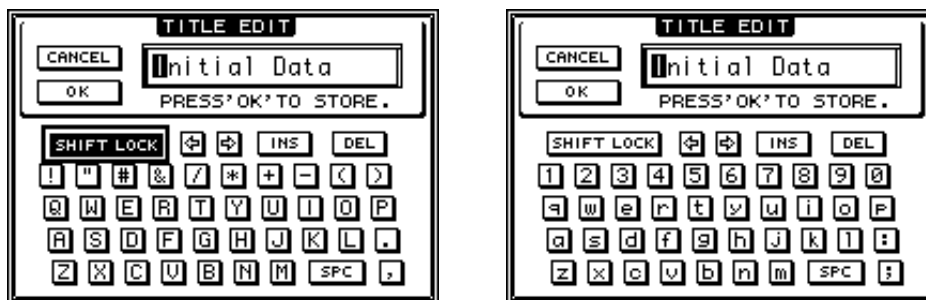 TITLE EDIT
CANCEL
Initial Data
OK
PRESS'OK'TO STORE.
SHIFT LOCK INS DEL
! " # & / * + - ( )
Q W E R T Y U I O P
A S D F G H J K L .
Z X C V B N M SPC ,
TITLE EDIT
CANCEL
Initial Data
OK
PRESS'OK'TO STORE.
SHIFT LOCK INS DEL
1 2 3 4 5 6 7 8 9 0
q w e r t y u i o p
a s d f g h j k l :
z x c v b n m SPC ;